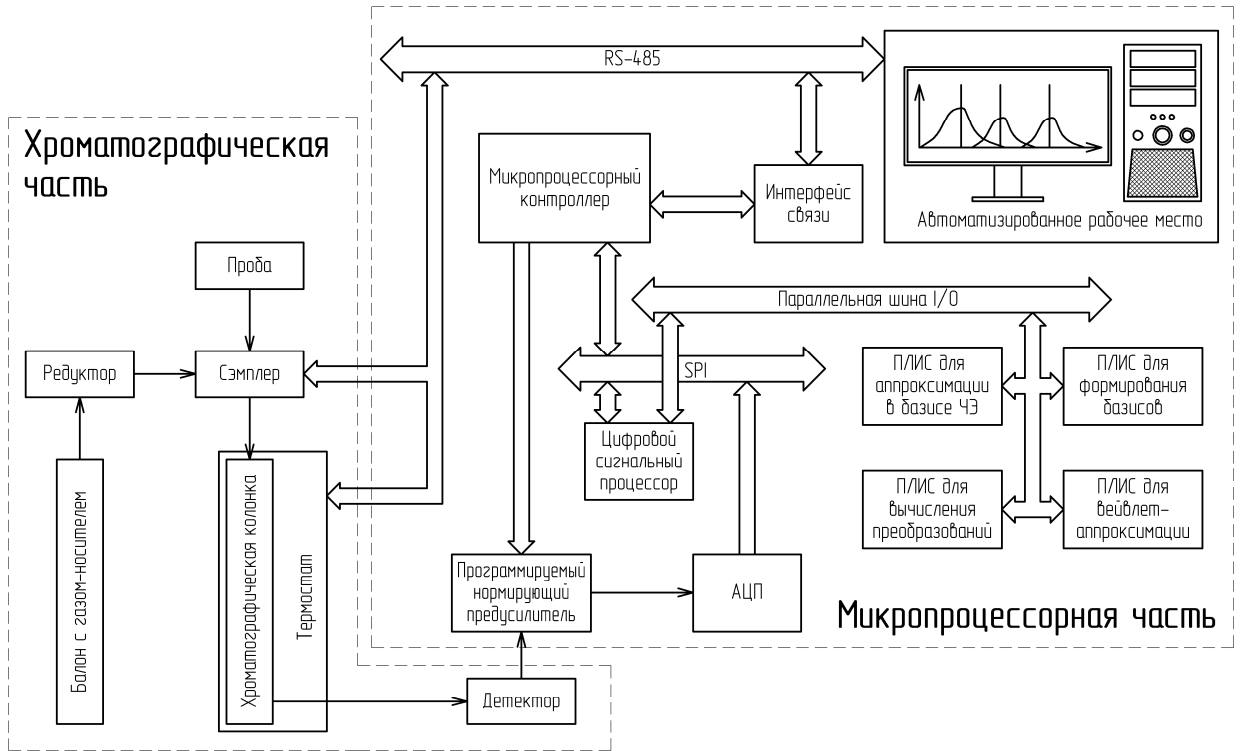 RS-485
Хроматографическая
часть
Микропроцессорный
контроллер
Интерфейс
связи
Автоматизированное рабочее место
Проба
Параллельная шина I/O
Редуктор
Сэмплер
SPI
ПЛИС для
аппроксимации
в базисе ЧЭ
ПЛИС для
формирования
базисов
Цифровой
сигнальный
процессор
Балон с газом-носителем
Хроматографическая колонка
Термостат
ПЛИС для
вычисления
преобразований
ПЛИС для
вейвлет-
аппроксимации
Программируемый
нормирующий
предусилитель
АЦП
Микропроцессорная часть
Детектор